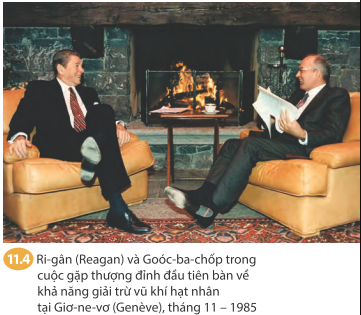 11.4 Ri-gân (Reagan) và Goóc-ba-chốp trong
cuộc gặp thượng đỉnh đầu tiên bàn về
khả năng giải trừ vũ khí hạt nhân
tại Giơ-ne-vơ (Genève), tháng 11 – 1985